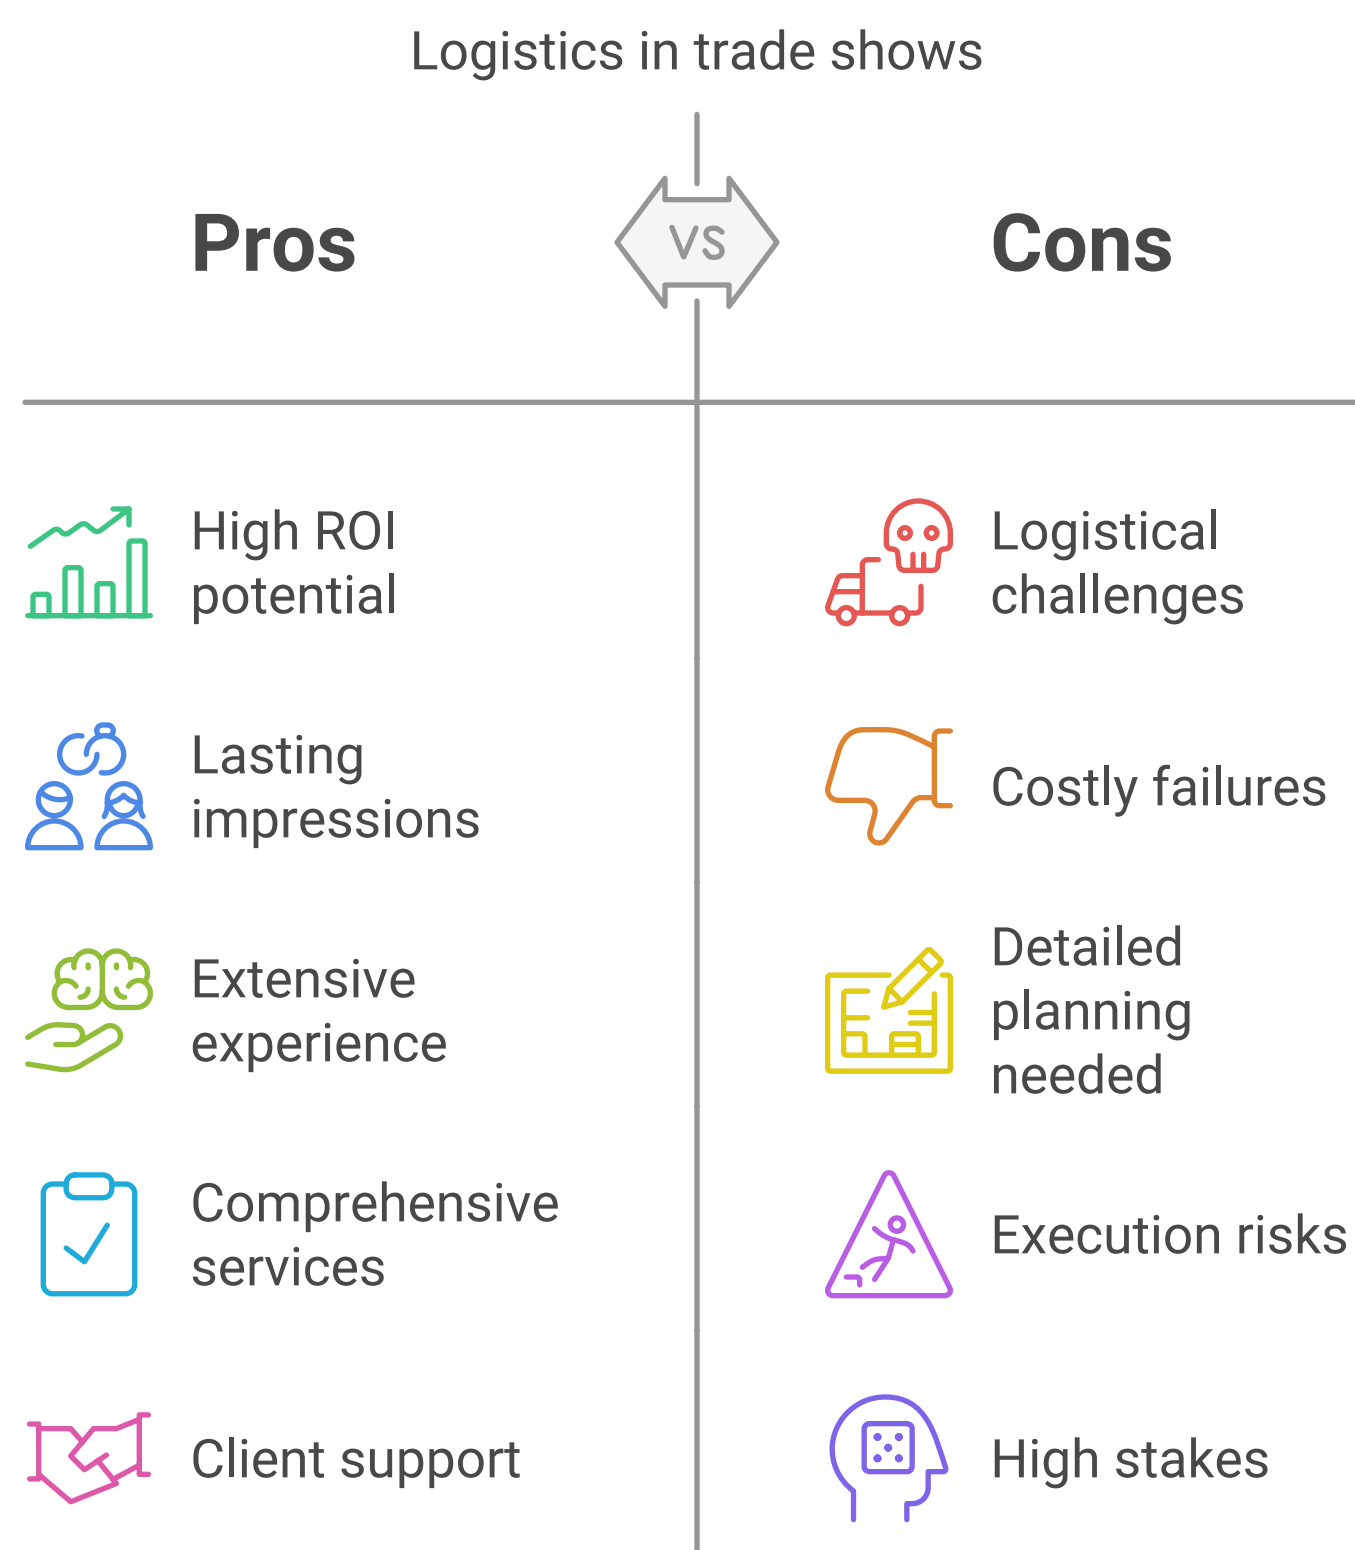 Logistics in trade shows
Pros
VS
Cons
High ROI
potential
Logistical
challenges
Lasting
impressions
Costly failures
Extensive
experience
Detailed
planning
needed
Comprehensive
services
Execution risks
Client support
High stakes